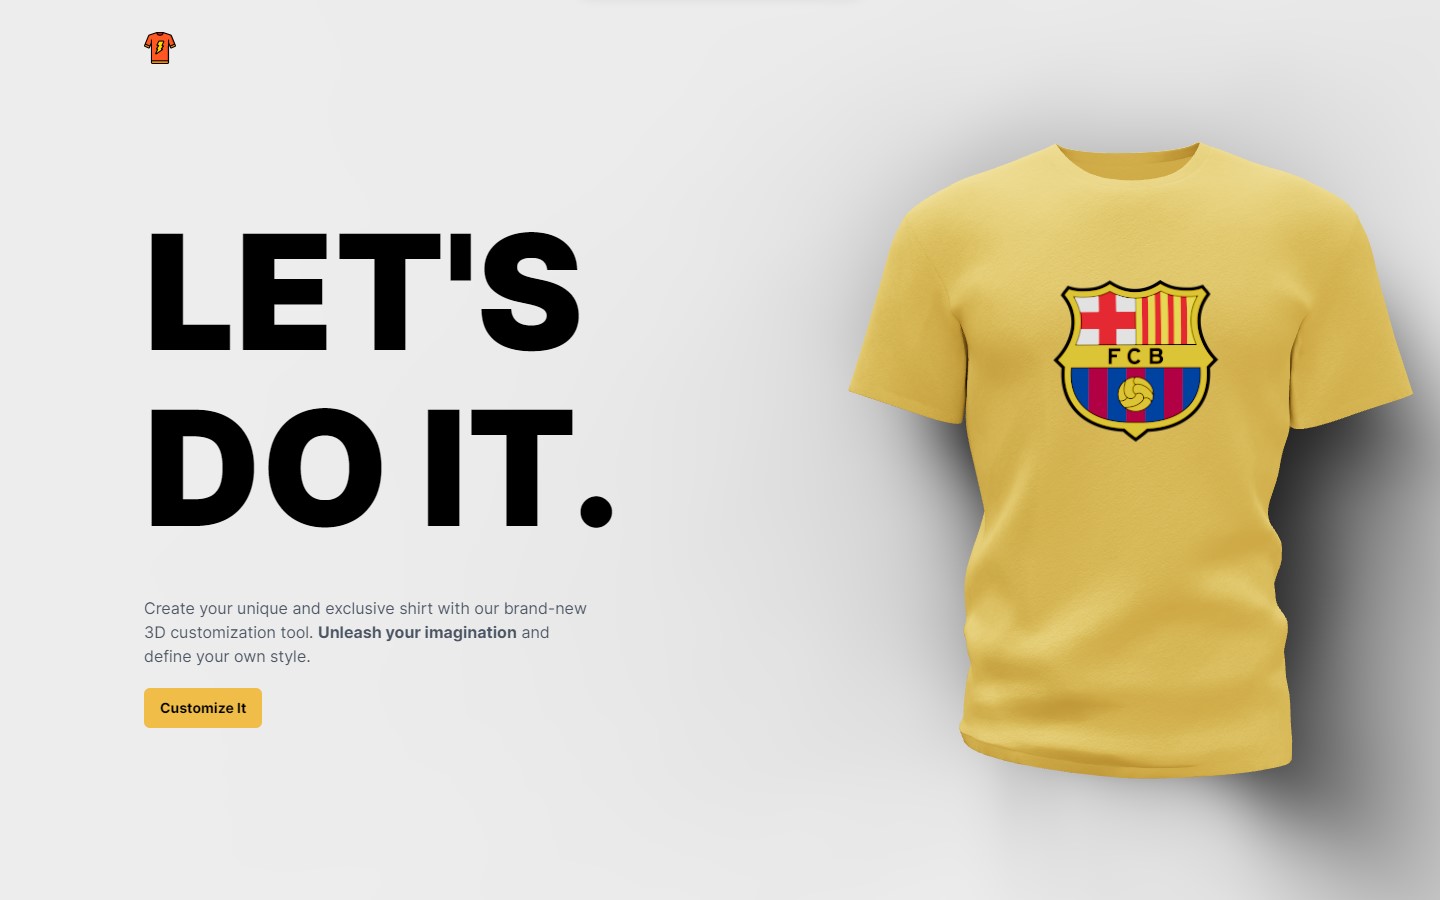 LET'S
DO IT.
Create your unique and exclusive shirt with our brand-new
3D customization tool. Unleash your imagination and
define your own style.
Customize It
FCB